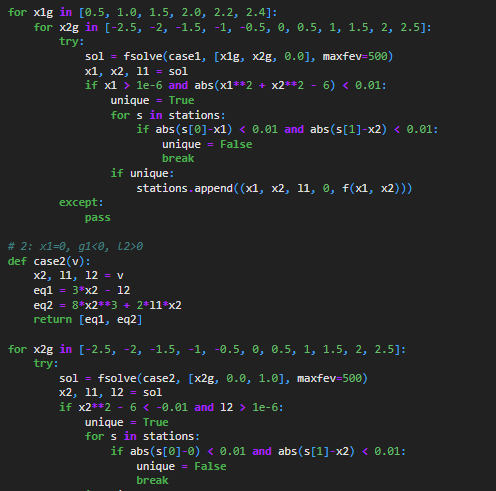 for x1g in [0.5, 1.0, 1.5, 2.0, 2.2, 2.4]:
    for x2g in [-2.5, -2, -1.5, -1, -0.5, 0, 0.5, 1, 1.5, 2, 2.5]:
        try:
            sol = fsolve(case1, [x1g, x2g, 0.0], maxfev=500)
            x1, x2, l1 = sol
            if x1 > 1e-6 and abs(x1**2 + x2**2 - 6) < 0.01:
                unique = True
                for s in stations:
                    if abs(s[0]-x1) < 0.01 and abs(s[1]-x2) < 0.01:
                        unique = False
                        break
                if unique:
                    stations.append((x1, x2, l1, 0, f(x1, x2)))
        except:
            pass

# 2: x1=0, g1<0, L2>0
def case2(v):
    x2, l1, l2 = v
    eq1 = 3*x2 - l2
    eq2 = 8*x2**3 + 2*l1*x2
    return [eq1, eq2]

for x2g in [-2.5, -2, -1.5, -1, -0.5, 0, 0.5, 1, 1.5, 2, 2.5]:
    try:
        sol = fsolve(case2, [x2g, 0.0, 1.0], maxfev=500)
        x2, l1, l2 = sol
        if x2**2 - 6 < -0.01 and l2 > 1e-6:
            unique = True
            for s in stations:
                if abs(s[0]-0) < 0.01 and abs(s[1]-x2) < 0.01:
                    unique = False
                    break